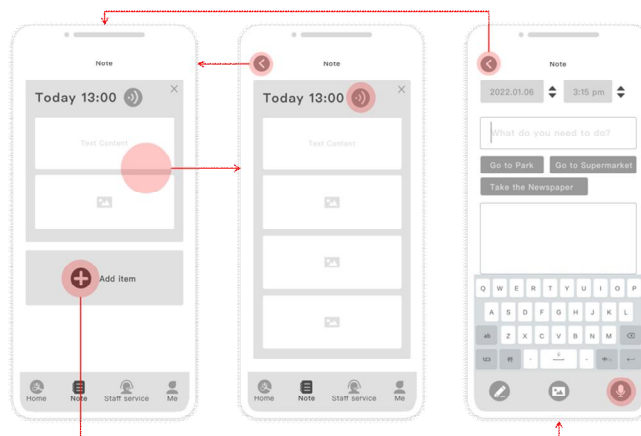 Note
Today 13:00
Text Content
Add item
Home
Note
Staff service
Me
Note
Today 13:00
Text Content
Home
Note
Staff service
Me
Note
2022.01.06
3:15 pm
What do you need to do?
Go to Park
Go to Supermarket
Take the Newspaper
Q W E R T Y U I O P
A S D F G H J K L
Z X C V B N M
123